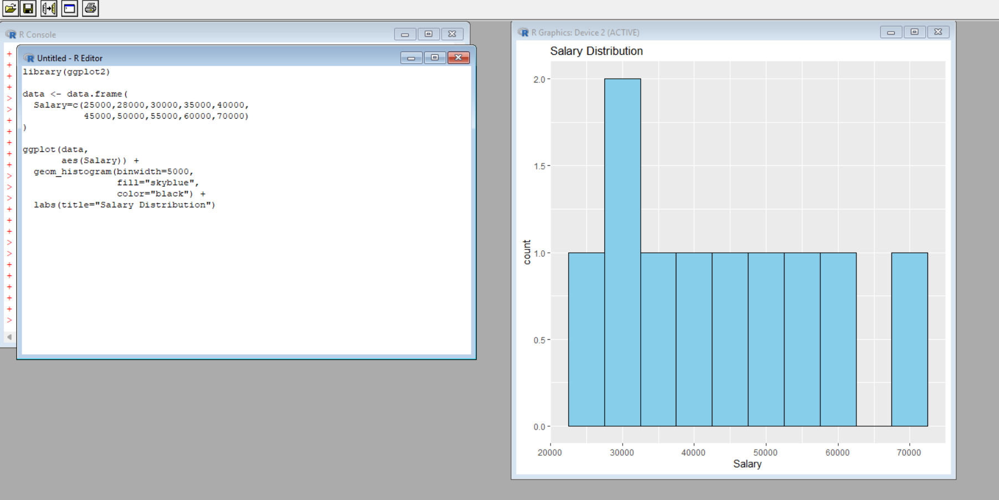 R Console
+
+
+
+
>
>
+
+
+
+
+
>
>
>
+
+
+
>
>
+
+
+
+
+
>
Untitled - R Editor
library(ggplot2)
data <- data.frame(
  Salary=c(25000,28000,30000,35000,40000,
           45000,50000,55000,60000,70000)
)
ggplot(data,
       aes(Salary)) +
  geom_histogram(binwidth=5000,
                 fill="skyblue",
                 color="black") +
  labs(title="Salary Distribution")
R Graphics: Device 2 (ACTIVE)
Salary Distribution
2.0
1.5
count
1.0
0.5
0.0
20000 30000 40000 50000 60000 70000
Salary